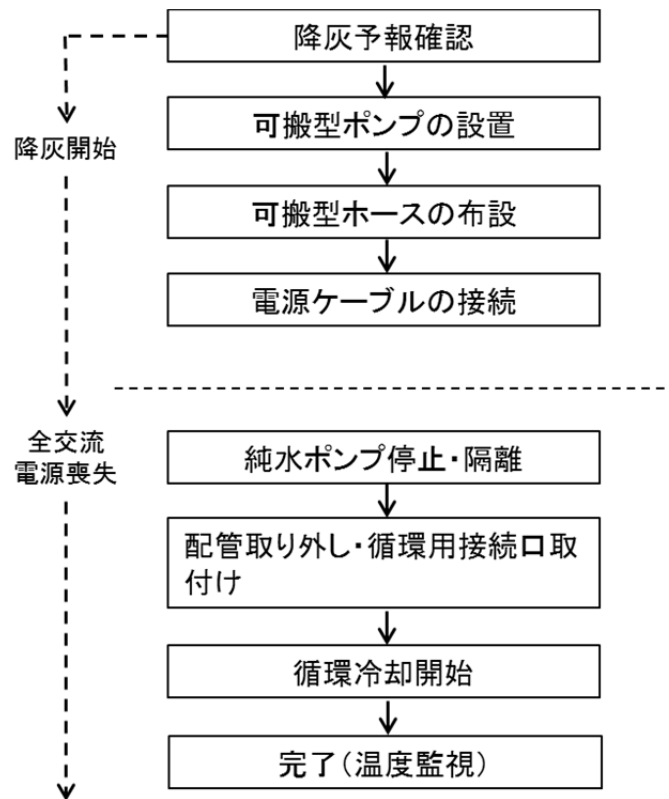 降灰予報確認
可搬型ポンプの設置
降灰開始
可搬型ホースの布設
電源ケーブルの接続
全交流
電源喪失
純水ポンプ停止・隔離
配管取り外し・循環用接続口取
付け
循環冷却開始
完了(温度監視)